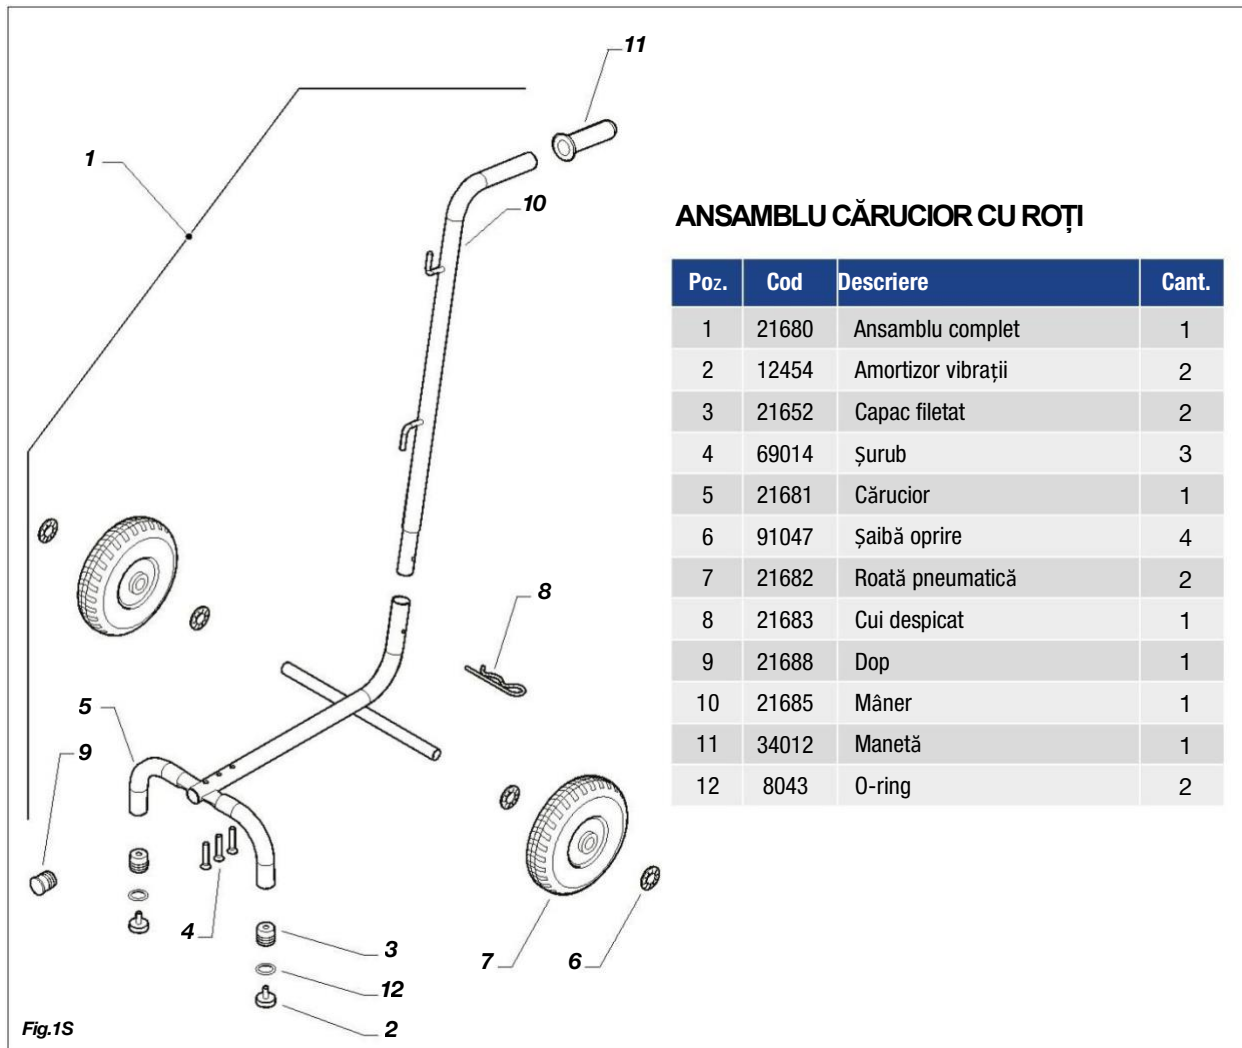 11
1
10
ANSAMBLU CĂRUCIOR CU ROȚI
Poz. Cod Descriere Cant.
1 21680 Ansamblu complet 1
2 12454 Amortizor vibrații 2
3 21652 Capac filetat 2
4 69014 Șurub 3
5 21681 Cărucior 1
6 91047 Șaibă oprire 4
7 21682 Roată pneumatică 2
8 21683 Cui despicat 1
9 21688 Dop 1
10 21685 Mâner 1
11 34012 Manetă 1
12 8043 O-ring 2
8
5
9
4
3
7
6
12
2
Fig.1S